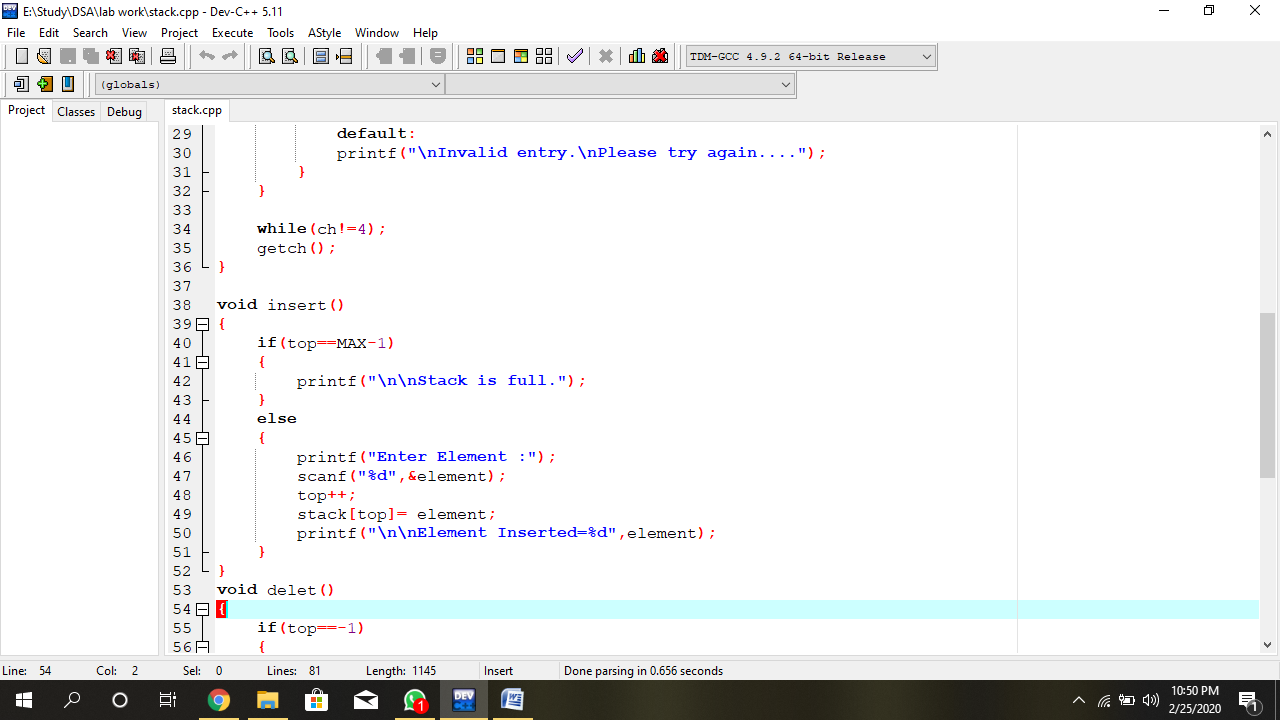 E:\Study\DSA\lab work\stack.cpp - Dev-C++ 5.11
File Edit Search View Project Execute Tools AStyle Window Help
TDM-GCC 4.9.2 64-bit Release
(globals)
Project Classes Debug stack.cpp
29 default:
30 printf("\nInvalid entry.\nPlease try again....");
31 }
32 }
33
34 while(ch!=4);
35 getch();
36 }
37
38 void insert()
39 {
40 if(top==MAX-1)
41 {
42 printf("\n\nStack is full.");
43 }
44 else
45 {
46 printf("Enter Element :");
47 scanf("%d",&element);
48 top++;
49 stack[top]= element;
50 printf("\n\nElement Inserted=%d",element);
51 }
52 }
53 void delet()
54 {
55 if(top==-1)
56 {
Line: 54 Col: 2 Sel: 0 Lines: 81 Length: 1145 Insert Done parsing in 0.656 seconds
1
DEV
W
10:50 PM
2/25/2020
1